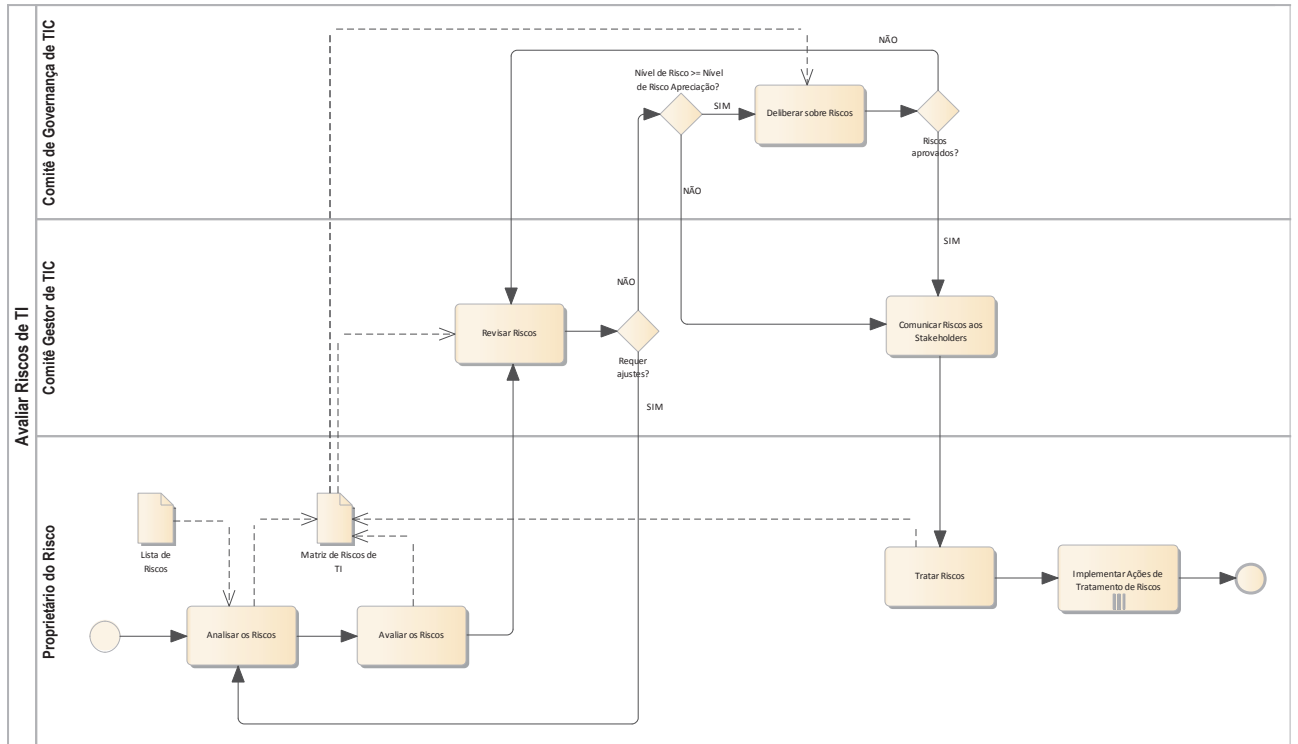 Avaliar Riscos de TI
Comitê de Governança de TIC
NÃO
Nível de Risco >= Nível
de Risco Apreciação?
SIM
Deliberar sobre Riscos
Riscos
aprovados?
NÃO
Comitê Gestor de TIC
SIM
NÃO
Revisar Riscos
Requer
ajustes?
Comunicar Riscos aos
Stakeholders
SIM
Proprietário do Risco
Lista de
Riscos
Matriz de Riscos de
TI
Tratar Riscos
Implementar Ações de
Tratamento de Riscos
Analisar os Riscos
Avaliar os Riscos